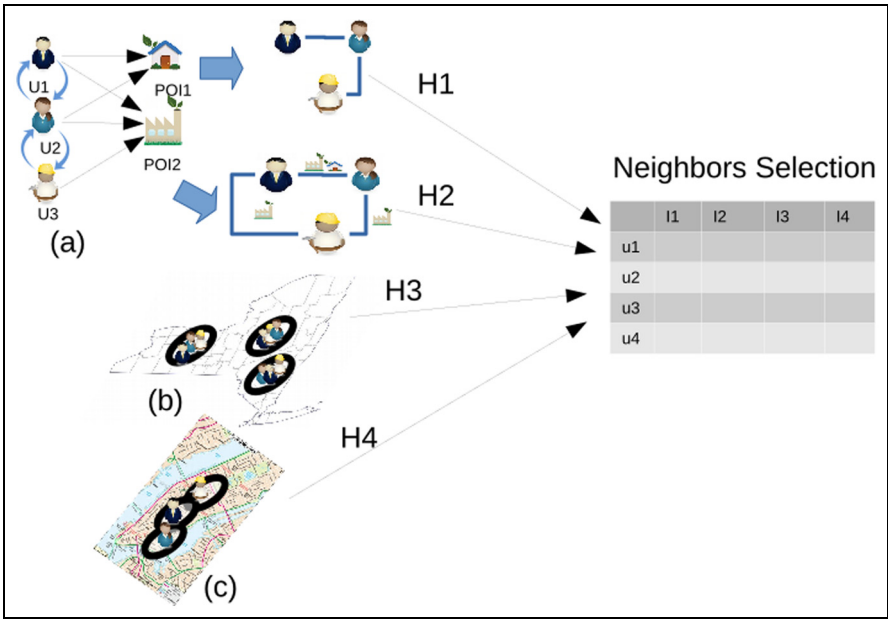 U1
U2
U3
POI1
POI2
(a)
H1
H2
(b)
H3
(c)
H4
Neighbors Selection
I1 I2 I3 I4
u1
u2
u3
u4